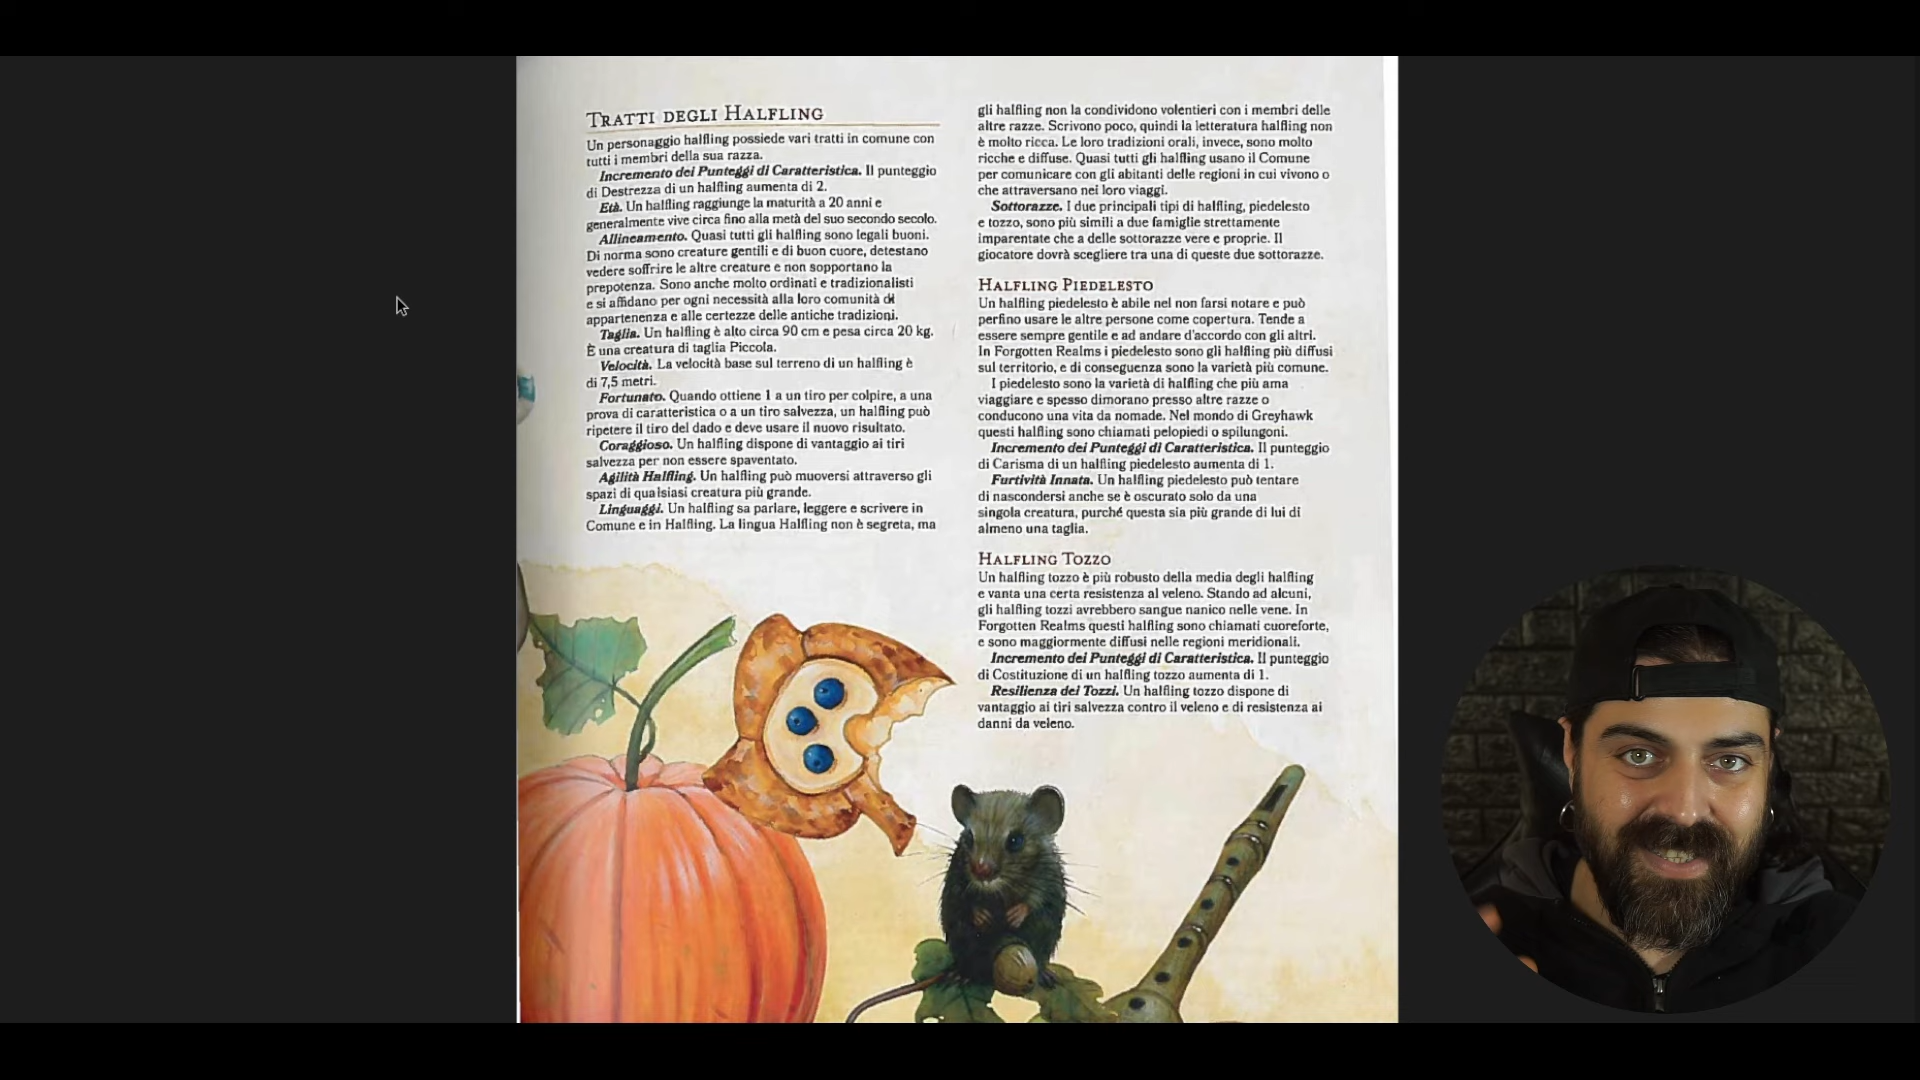 TRATTI DEGLI HALFLING
Un personaggio halfling possiede vari tratti in comune con
tutti i membri della sua razza.
Incremento dei Punteggi di Caratteristica. Il punteggio
di Destrezza di un halfling aumenta di 2.
Età. Un halfling raggiunge la maturità a 20 anni e
generalmente vive circa fino alla metà del suo secondo secolo.
Allineamento. Quasi tutti gli halfling sono legali buoni.
Di norma sono creature gentili e di buon cuore, detestano
vedere soffrire le altre creature e non sopportano la
prepotenza. Sono anche molto ordinati e tradizionalisti
e si affidano per ogni necessità alla loro comunità di
appartenenza e alle certezze delle antiche tradizioni.
Taglia. Un halfling è alto circa 90 cm e pesa circa 20 kg.
È una creatura di taglia Piccola.
Velocità. La velocità base sul terreno di un halfling è
di 7,5 metri.
Fortunato. Quando ottiene 1 a un tiro per colpire, a una
prova di caratteristica o a un tiro salvezza, un halfling può
ripetere il tiro del dado e deve usare il nuovo risultato.
Coraggioso. Un halfling dispone di vantaggio ai tiri
salvezza per non essere spaventato.
Agilità Halfling. Un halfling può muoversi attraverso gli
spazi di qualsiasi creatura più grande.
Linguaggi. Un halfling sa parlare, leggere e scrivere in
Comune e in Halfling. La lingua Halfling non è segreta, ma
gli halfling non la condividono volentieri con i membri delle
altre razze. Scrivono poco, quindi la letteratura halfling non
è molto ricca. Le loro tradizioni orali, invece, sono molto
ricche e diffuse. Quasi tutti gli halfling usano il Comune
per comunicare con gli abitanti delle regioni in cui vivono o
che attraversano nei loro viaggi.
Sottorazze. I due principali tipi di halfling, piedelesto
e tozzo, sono più simili a due famiglie strettamente
imparentate che a delle sottorazze vere e proprie. Il
giocatore dovrà scegliere tra una di queste due sottorazze.
HALFLING PIEDELESTO
Un halfling piedelesto è abile nel non farsi notare e può
perfino usare le altre persone come copertura. Tende a
essere sempre gentile e ad andare d'accordo con gli altri.
In Forgotten Realms i piedelesto sono gli halfling più diffusi
sul territorio, e di conseguenza sono la varietà più comune.
I piedelesto sono la varietà di halfling che più ama
viaggiare e spesso dimorano presso altre razze o
conducono una vita da nomade. Nel mondo di Greyhawk
questi halfling sono chiamati pelopiedi o spilungoni.
Incremento dei Punteggi di Caratteristica. Il punteggio
di Carisma di un halfling piedelesto aumenta di 1.
Furtività Innata. Un halfling piedelesto può tentare
di nascondersi anche se è oscurato solo da una
singola creatura, purché questa sia più grande di lui di
almeno una taglia.
HALFLING TOZZO
Un halfling tozzo è più robusto della media degli halfling
e vanta una certa resistenza al veleno. Stando ad alcuni,
gli halfling tozzi avrebbero sangue nanico nelle vene. In
Forgotten Realms questi halfling sono chiamati cuoreforte,
e sono maggiormente diffusi nelle regioni meridionali.
Incremento dei Punteggi di Caratteristica. Il punteggio
di Costituzione di un halfling tozzo aumenta di 1.
Resilienza dei Tozzi. Un halfling tozzo dispone di
vantaggio ai tiri salvezza contro il veleno e di resistenza ai
danni da veleno.